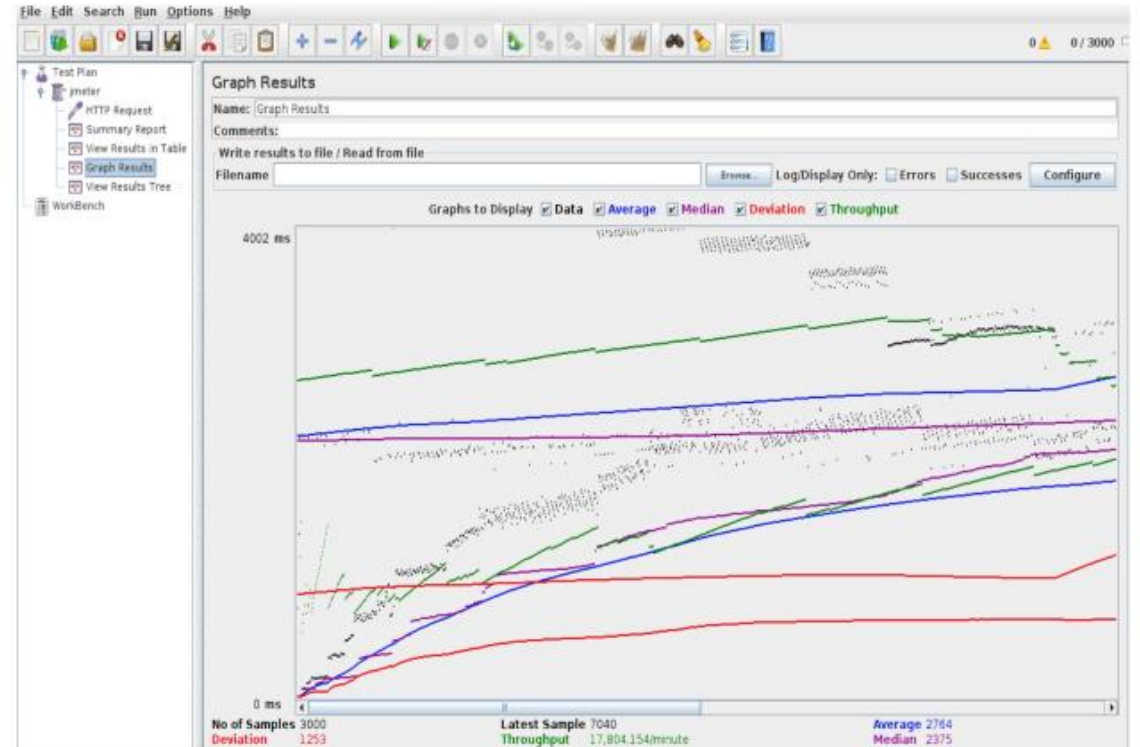 File Edit Search Run Options Help
0 0 / 3000
Test Plan
jmeter
HTTP Request
Summary Report
View Results in Table
Graph Results
View Results Tree
WorkBench
Graph Results
Name: Graph Results
Comments:
Write results to file / Read from file
Filename Browse... Log/Display Only: Errors Successes Configure
Graphs to Display Data Average Median Deviation Throughput
4002 ms
0 ms
No of Samples 3000 Latest Sample 7040 Average 2764
Deviation 1253 Throughput 17,804.154/minute Median 2375